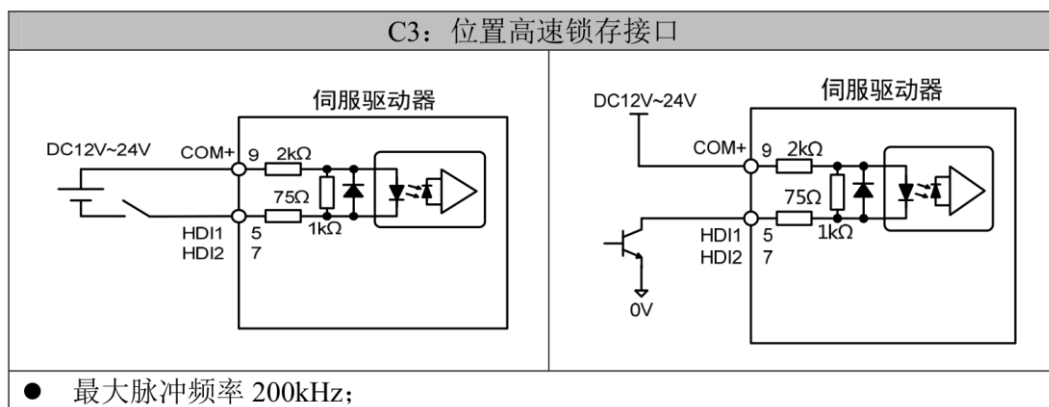 C3：位置高速锁存接口
伺服驱动器
DC12V~24V
COM+
9
2kΩ
75Ω
1kΩ
HDI1
5
HDI2
7
伺服驱动器
DC12V~24V
COM+
9
2kΩ
75Ω
1kΩ
HDI1
5
HDI2
7
0V
● 最大脉冲频率 200kHz；